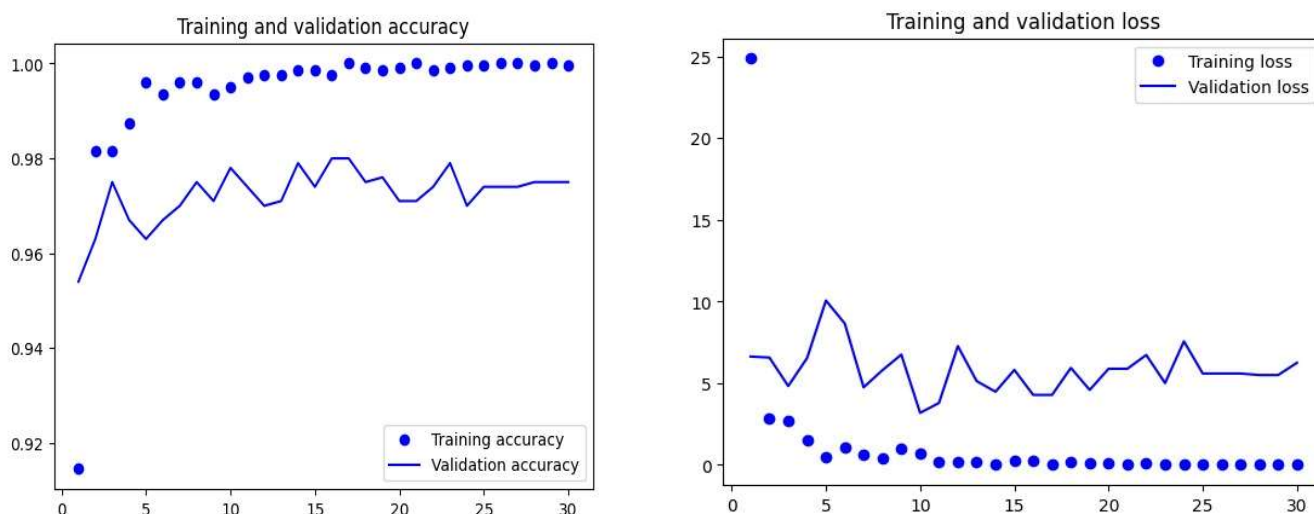 Training and validation accuracy
1.00
0.98
0.96
0.94
0.92
Training accuracy
Validation accuracy
0 5 10 15 20 25 30
Training and validation loss
25
20
15
10
5
0
Training loss
Validation loss
0 5 10 15 20 25 30